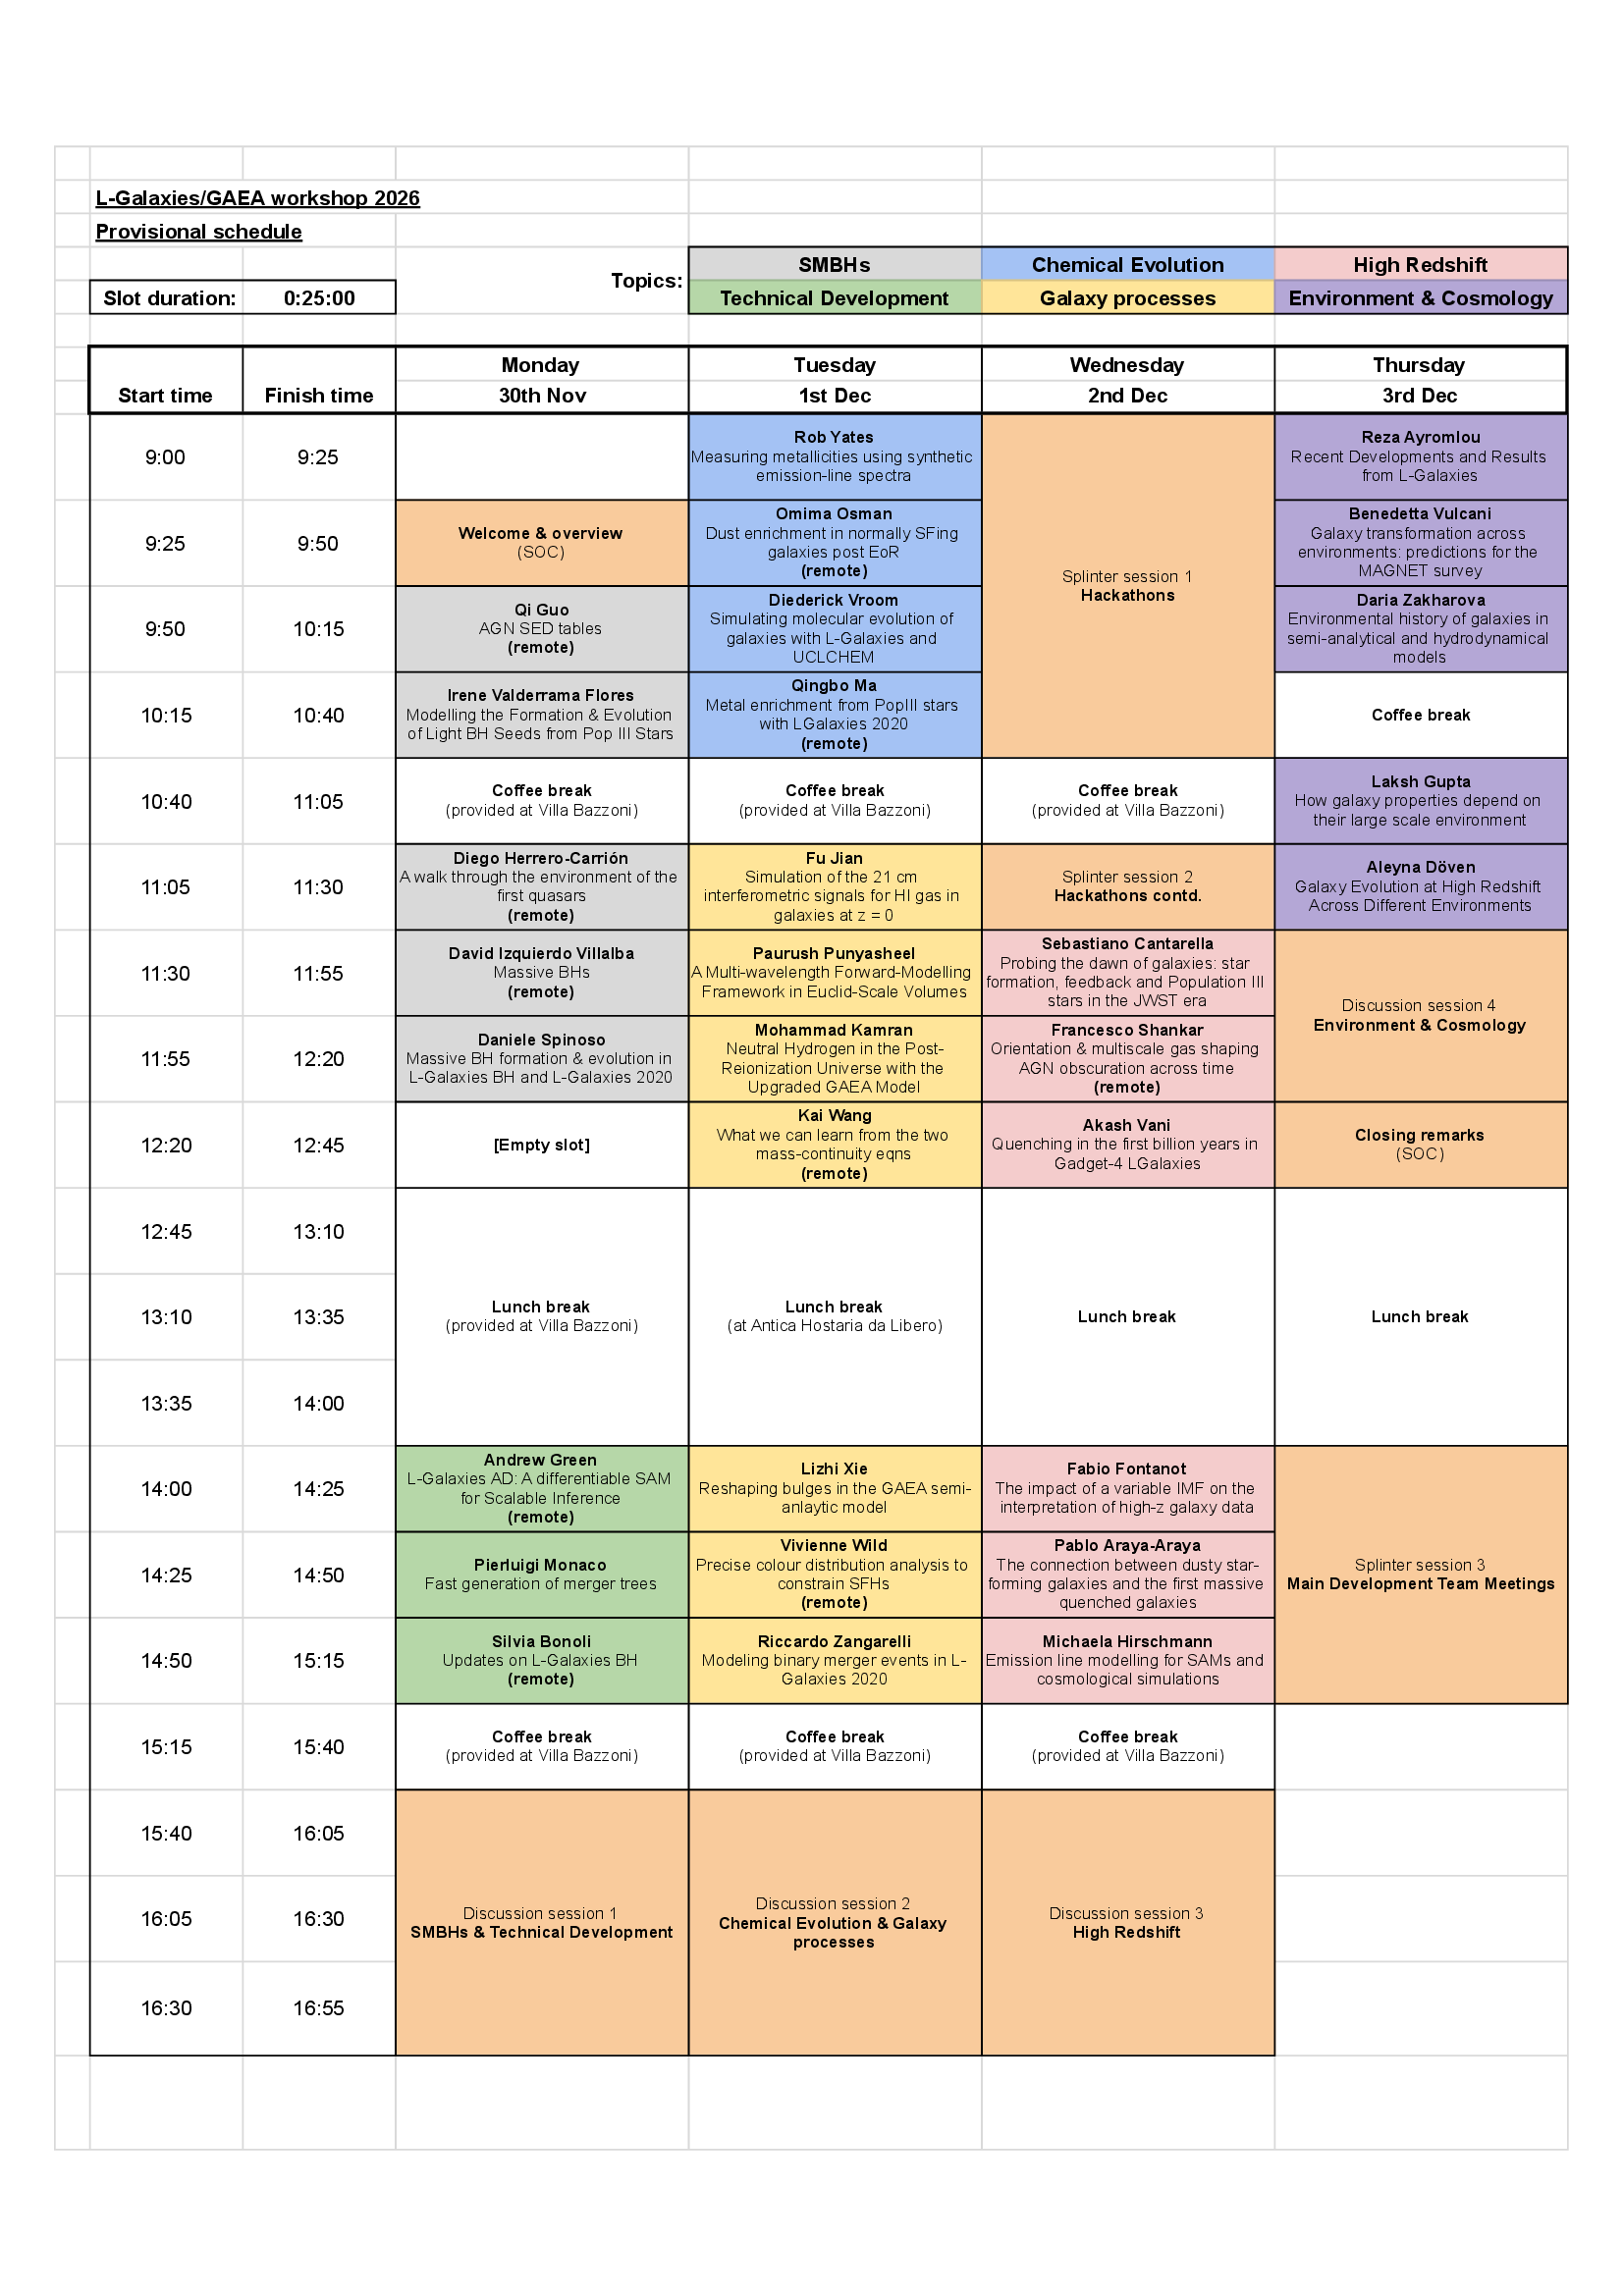 L-Galaxies/GAEA workshop 2026
Provisional schedule
Topics:
SMBHs
Chemical Evolution
High Redshift
Slot duration:
0:25:00
Technical Development
Galaxy processes
Environment & Cosmology
Start time
Finish time
Monday
30th Nov
Tuesday
1st Dec
Wednesday
2nd Dec
Thursday
3rd Dec
9:00
9:25
Rob Yates
Measuring metallicities using synthetic
emission-line spectra
Splinter session 1
Hackathons
Reza Ayromlou
Recent Developments and Results
from L-Galaxies
9:25
9:50
Welcome & overview
(SOC)
Omima Osman
Dust enrichment in normally SFing
galaxies post EoR
(remote)
Benedetta Vulcani
Galaxy transformation across
environments: predictions for the
MAGNET survey
9:50
10:15
Qi Guo
AGN SED tables
(remote)
Diederick Vroom
Simulating molecular evolution of
galaxies with L-Galaxies and
UCLCHEM
Daria Zakharova
Environmental history of galaxies in
semi-analytical and hydrodynamical
models
10:15
10:40
Irene Valderrama Flores
Modelling the Formation & Evolution
of Light BH Seeds from Pop III Stars
Qingbo Ma
Metal enrichment from PopIII stars
with LGalaxies 2020
(remote)
Coffee break
10:40
11:05
Coffee break
(provided at Villa Bazzoni)
Coffee break
(provided at Villa Bazzoni)
Coffee break
(provided at Villa Bazzoni)
Laksh Gupta
How galaxy properties depend on
their large scale environment
11:05
11:30
Diego Herrero-Carrión
A walk through the environment of the
first quasars
(remote)
Fu Jian
Simulation of the 21 cm
interferometric signals for HI gas in
galaxies at z = 0
Splinter session 2
Hackathons contd.
Aleyna Döven
Galaxy Evolution at High Redshift
Across Different Environments
11:30
11:55
David Izquierdo Villalba
Massive BHs
(remote)
Paurush Punyasheel
A Multi-wavelength Forward-Modelling
Framework in Euclid-Scale Volumes
Sebastiano Cantarella
Probing the dawn of galaxies: star
formation, feedback and Population III
stars in the JWST era
Discussion session 4
Environment & Cosmology
11:55
12:20
Daniele Spinoso
Massive BH formation & evolution in
L-Galaxies BH and L-Galaxies 2020
Mohammad Kamran
Neutral Hydrogen in the Post-
Reionization Universe with the
Upgraded GAEA Model
Francesco Shankar
Orientation & multiscale gas shaping
AGN obscuration across time
(remote)
12:20
12:45
[Empty slot]
Kai Wang
What we can learn from the two
mass-continuity eqns
(remote)
Akash Vani
Quenching in the first billion years in
Gadget-4 LGalaxies
Closing remarks
(SOC)
12:45
13:10
13:10
13:35
Lunch break
(provided at Villa Bazzoni)
Lunch break
(at Antica Hostaria da Libero)
Lunch break
Lunch break
13:35
14:00
14:00
14:25
Andrew Green
L-Galaxies AD: A differentiable SAM
for Scalable Inference
(remote)
Lizhi Xie
Reshaping bulges in the GAEA semi-
anlaytic model
Fabio Fontanot
The impact of a variable IMF on the
interpretation of high-z galaxy data
14:25
14:50
Pierluigi Monaco
Fast generation of merger trees
Vivienne Wild
Precise colour distribution analysis to
constrain SFHs
(remote)
Pablo Araya-Araya
The connection between dusty star-
forming galaxies and the first massive
quenched galaxies
Splinter session 3
Main Development Team Meetings
14:50
15:15
Silvia Bonoli
Updates on L-Galaxies BH
(remote)
Riccardo Zangarelli
Modeling binary merger events in L-
Galaxies 2020
Michaela Hirschmann
Emission line modelling for SAMs and
cosmological simulations
15:15
15:40
Coffee break
(provided at Villa Bazzoni)
Coffee break
(provided at Villa Bazzoni)
Coffee break
(provided at Villa Bazzoni)
15:40
16:05
16:05
16:30
Discussion session 1
SMBHs & Technical Development
Discussion session 2
Chemical Evolution & Galaxy
processes
Discussion session 3
High Redshift
16:30
16:55